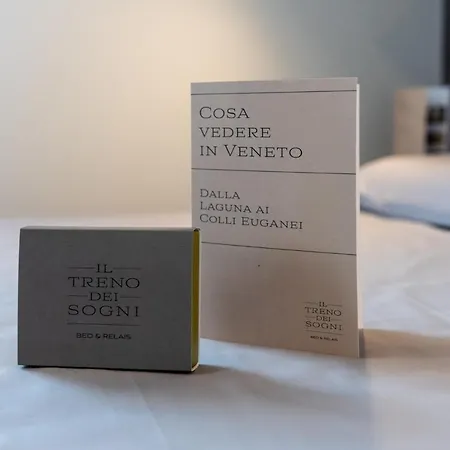 COSA
VEDERE
IN VENETO
DALLA
LAGUNA AI
COLLI EUGANEI
IL
TRENO
DEI
SOGNI
BED & RELAIS
IL
TRENO
DEI
SOGNI
BED & RELAIS